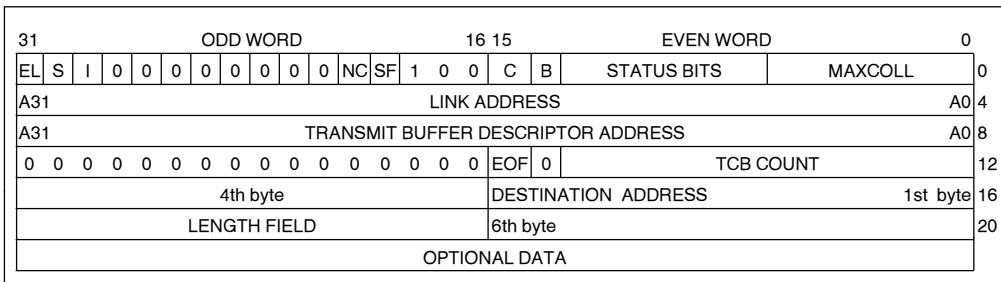 31 ODD WORD 16 15 EVEN WORD 0
EL S I 0 0 0 0 0 0 0 0 NC SF 1 0 0 C B STATUS BITS MAXCOLL 0
A31 LINK ADDRESS A0 4
A31 TRANSMIT BUFFER DESCRIPTOR ADDRESS A0 8
0 0 0 0 0 0 0 0 0 0 0 0 0 0 0 0 EOF 0 TCB COUNT 12
4th byte DESTINATION ADDRESS 1st byte 16
LENGTH FIELD 6th byte 20
OPTIONAL DATA